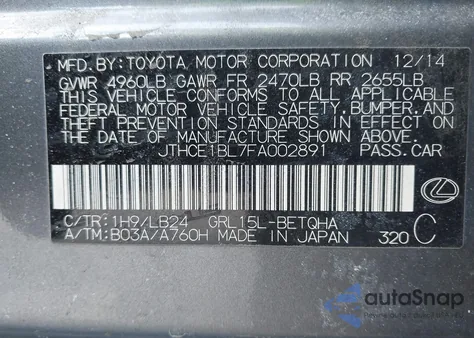 MFD. BY: TOYOTA MOTOR CORPORATION 12/14
GVWR 4960LB GAWR FR 2470LB RR 2655LB
THIS VEHICLE CONFORMS TO ALL APPLICABLE
FEDERAL MOTOR VEHICLE SAFETY, BUMPER, AND
THEFT PREVENTION STANDARDS IN EFFECT ON
THE DATE OF MANUFACTURE SHOWN ABOVE.
JTHCE1BL7FA002891 PASS.CAR
C/TR: 1H9/LB24 GRL15L-BETQHA
A/TM: B03A/A760H MADE IN JAPAN 320 C
autoSnap